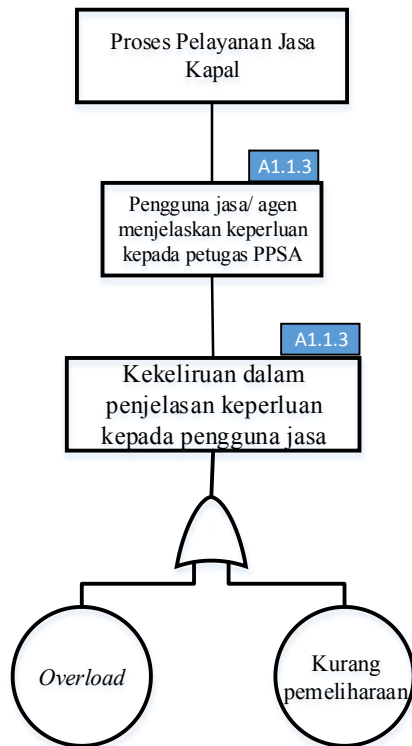 Proses Pelayanan Jasa
Kapal
A1.1.3
Pengguna jasa/ agen
menjelaskan keperluan
kepada petugas PPSA
A1.1.3
Kekeliruan dalam
penjelasan keperluan
kepada pengguna jasa
Overload
Kurang
pemeliharaan